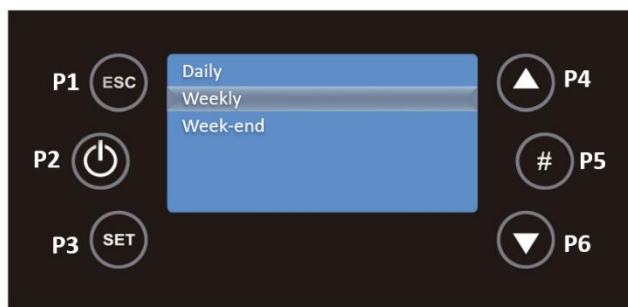 P1 ESC
Daily
Weekly
Week-end
P4
P2
# P5
P3 SET
P6